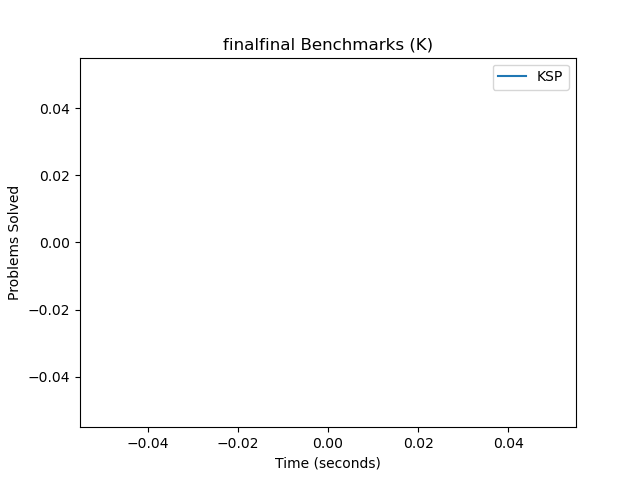 finalfinal Benchmarks (K)
KSP
Problems Solved
0.04
0.02
0.00
−0.02
−0.04
−0.04
−0.02
0.00
0.02
0.04
Time (seconds)